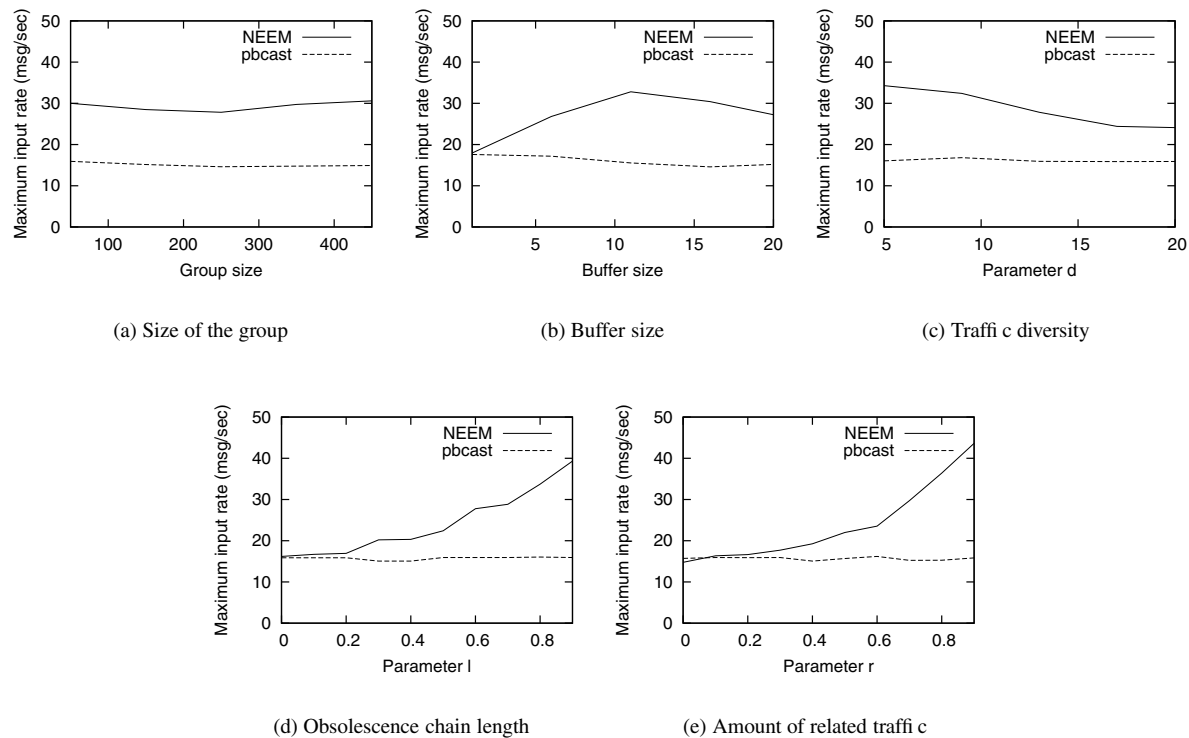 Maximum input rate (msg/sec)
50
40
30
20
10
0
NEEM
pbcast
100 200 300 400
Group size
(a) Size of the group
Maximum input rate (msg/sec)
50
40
30
20
10
0
NEEM
pbcast
5 10 15 20
Buffer size
(b) Buffer size
Maximum input rate (msg/sec)
50
40
30
20
10
0
NEEM
pbcast
5 10 15 20
Parameter d
(c) Traffi c diversity
Maximum input rate (msg/sec)
50
40
30
20
10
0
NEEM
pbcast
0 0.2 0.4 0.6 0.8
Parameter l
(d) Obsolescence chain length
Maximum input rate (msg/sec)
50
40
30
20
10
0
NEEM
pbcast
0 0.2 0.4 0.6 0.8
Parameter r
(e) Amount of related traffi c